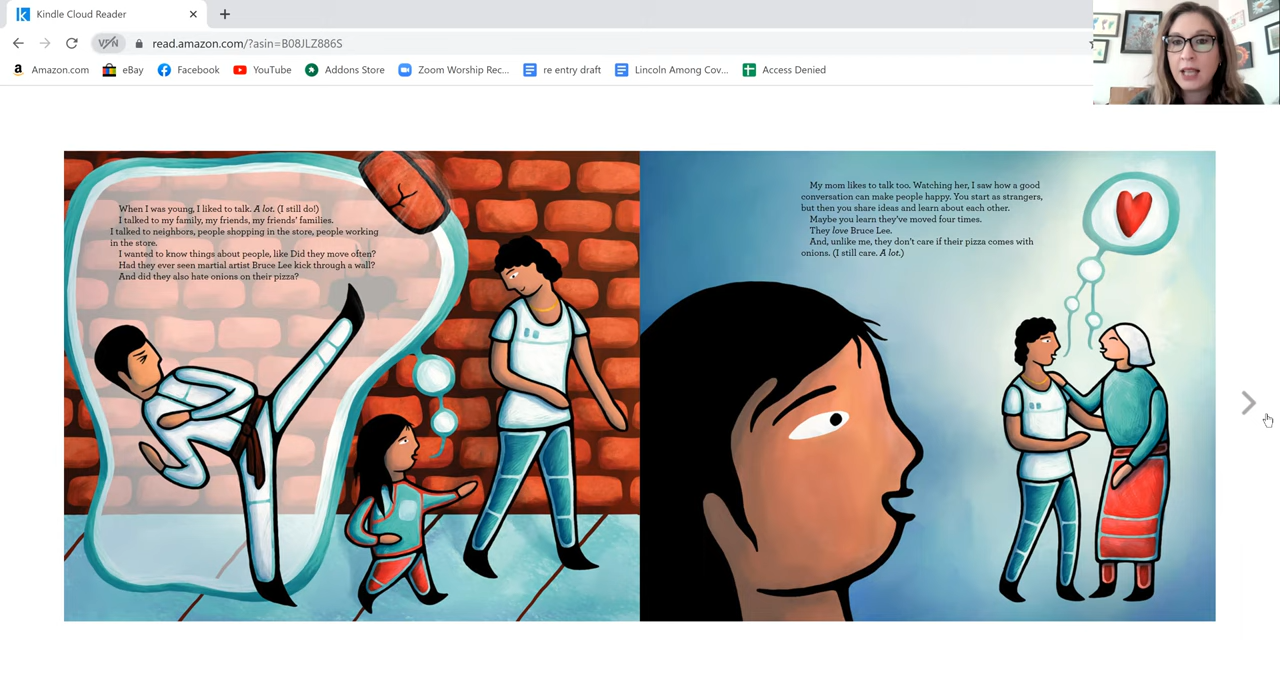 Kindle Cloud Reader
read.amazon.com/?asin=B08JLZ886S
VPN
Amazon.com
eBay
Facebook
YouTube
Addons Store
Zoom Worship Rec...
re entry draft
Lincoln Among Cov...
Access Denied
When I was young, I liked to talk. A lot. (I still do!)
I talked to my family, my friends, my friends' families.
I talked to neighbors, people shopping in the store, people working
in the store.
I wanted to know things about people, like Did they move often?
Had they ever seen martial artist Bruce Lee kick through a wall?
And did they also hate onions on their pizza?
My mom likes to talk too. Watching her, I saw how a good
conversation can make people happy. You start as strangers,
but then you share ideas and learn about each other.
Maybe you learn they've moved four times.
They love Bruce Lee.
And, unlike me, they don't care if their pizza comes with
onions. (I still care. A lot.)